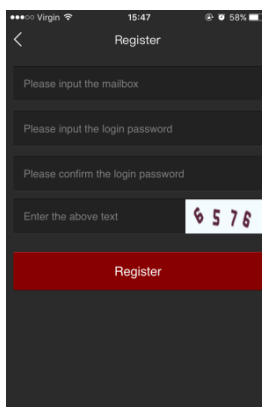 Virgin 15:47 58%
Register
Please input the mailbox
Please input the login password
Please confirm the login password
Enter the above text 6576
Register